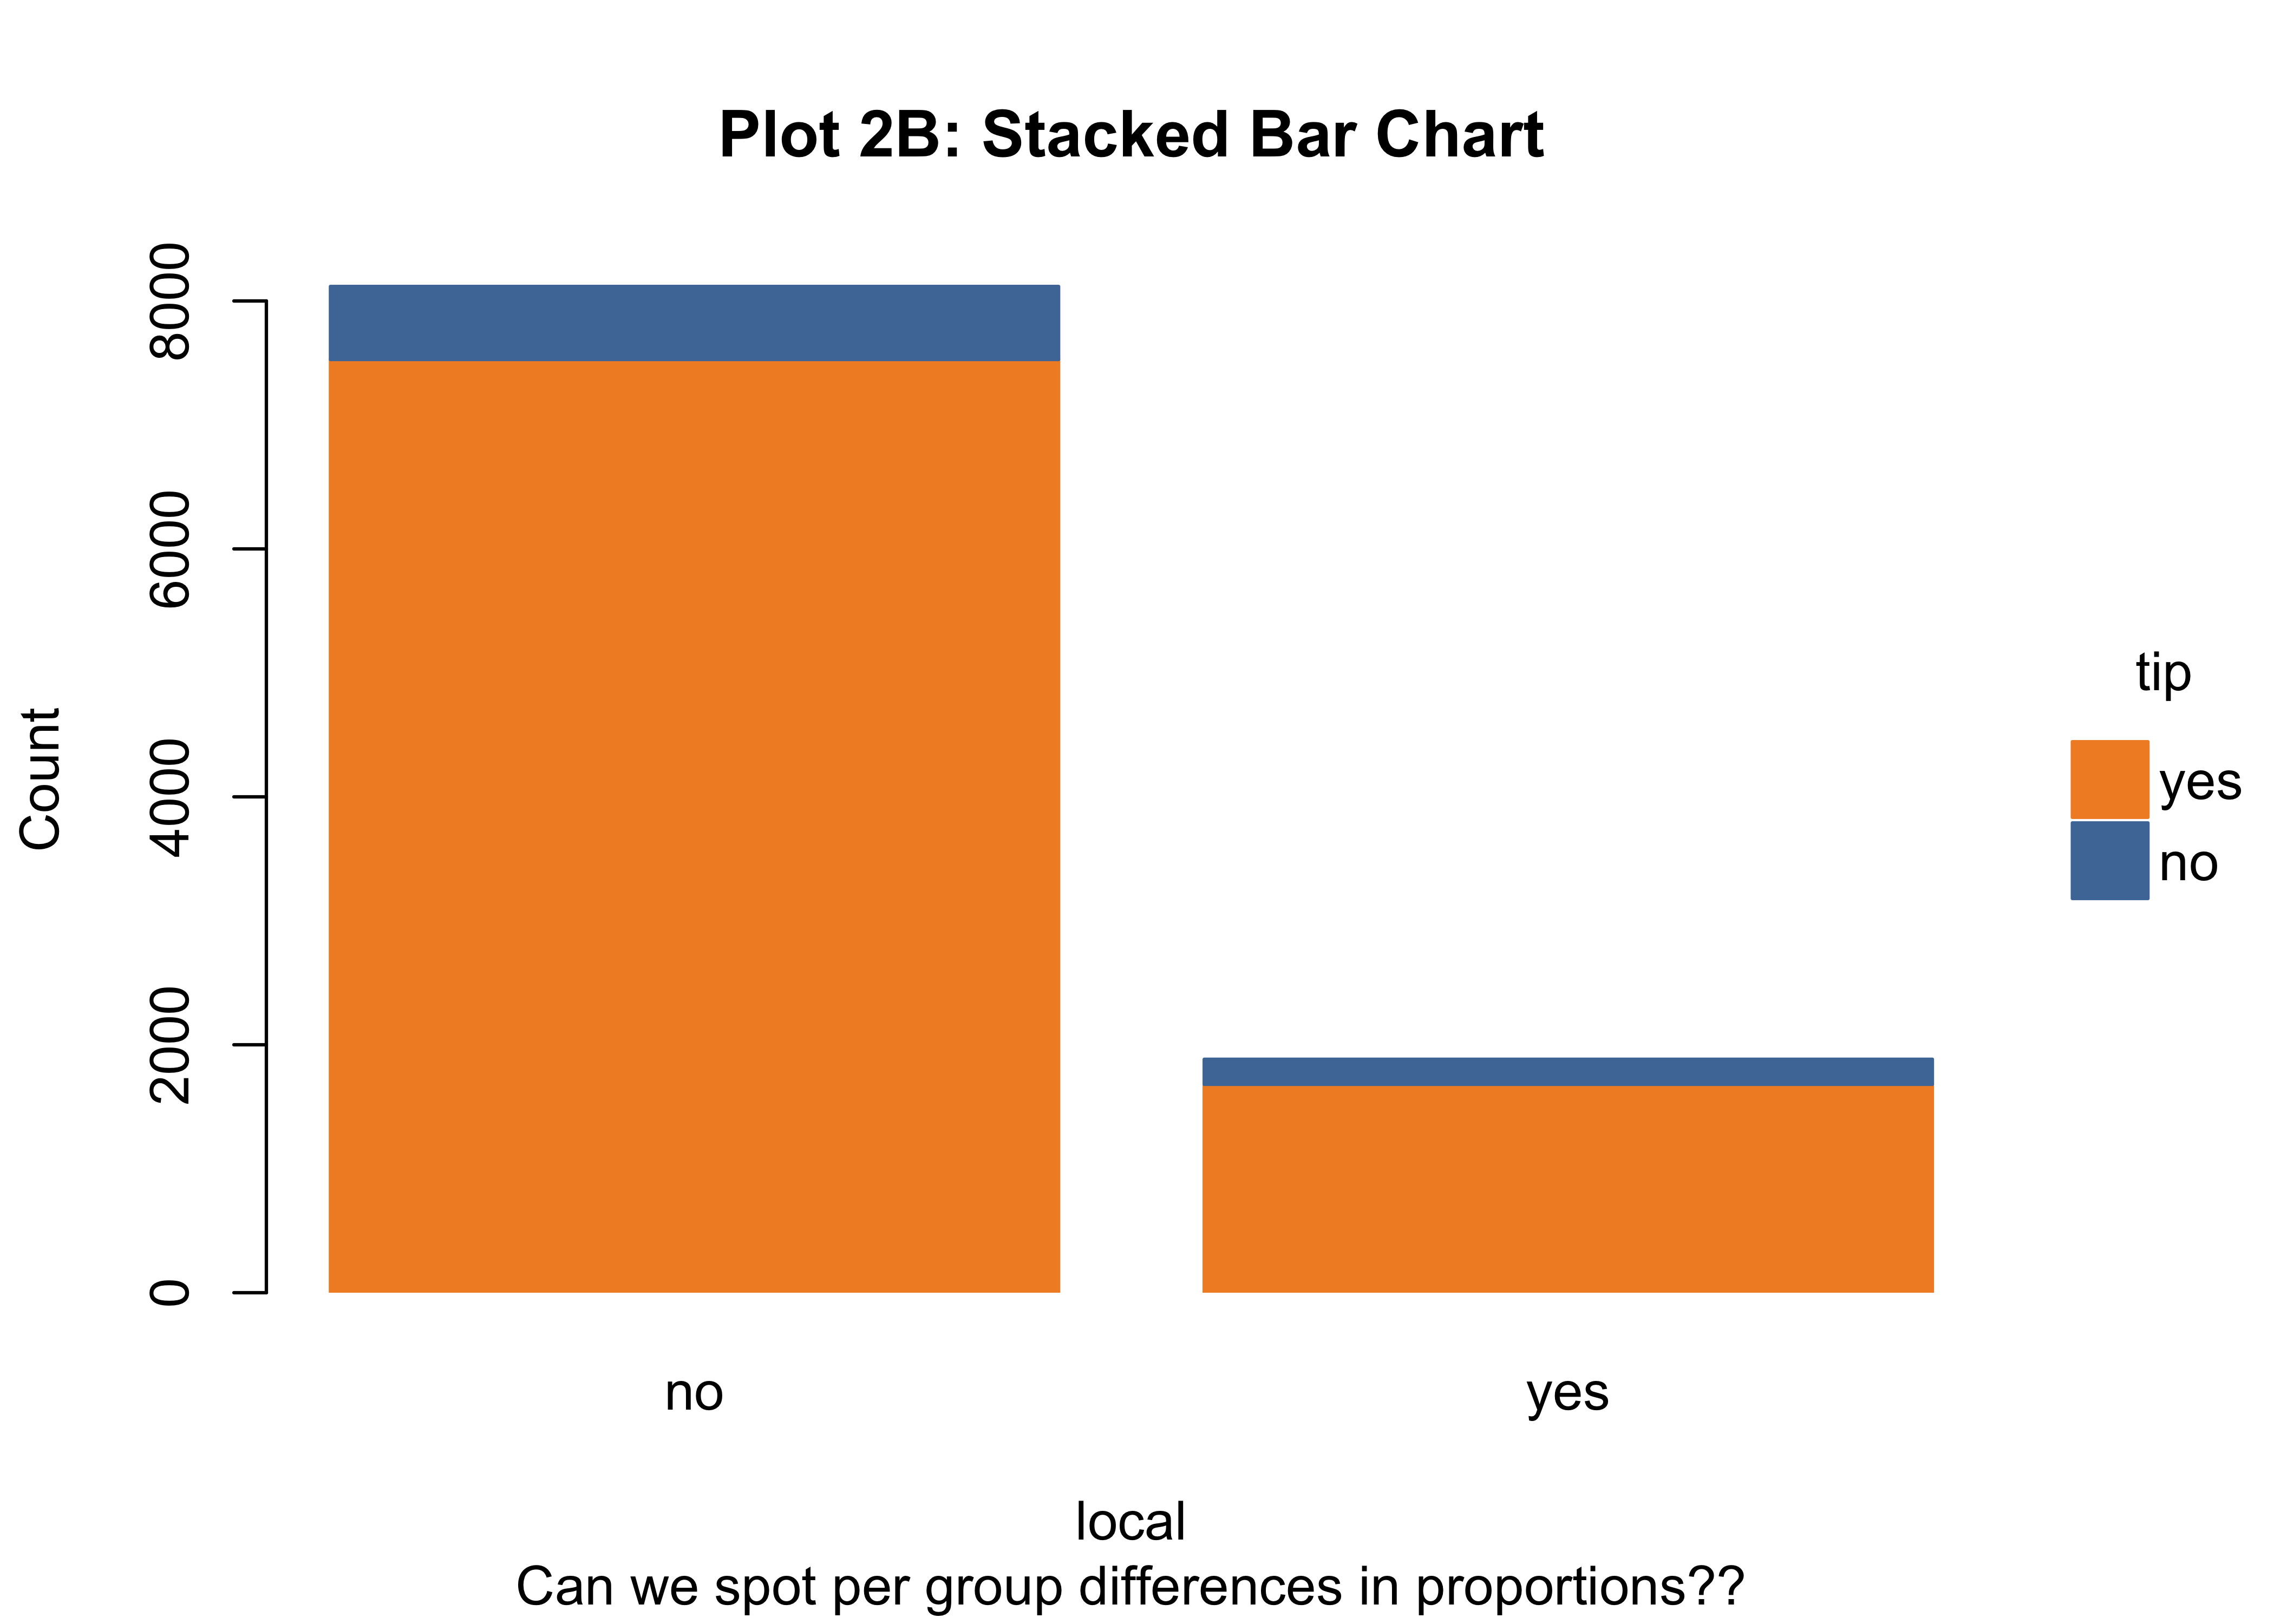 Plot 2B: Stacked Bar Chart
Count
8000
6000
4000
2000
0
tip
yes
no
no
yes
local
Can we spot per group differences in proportions??